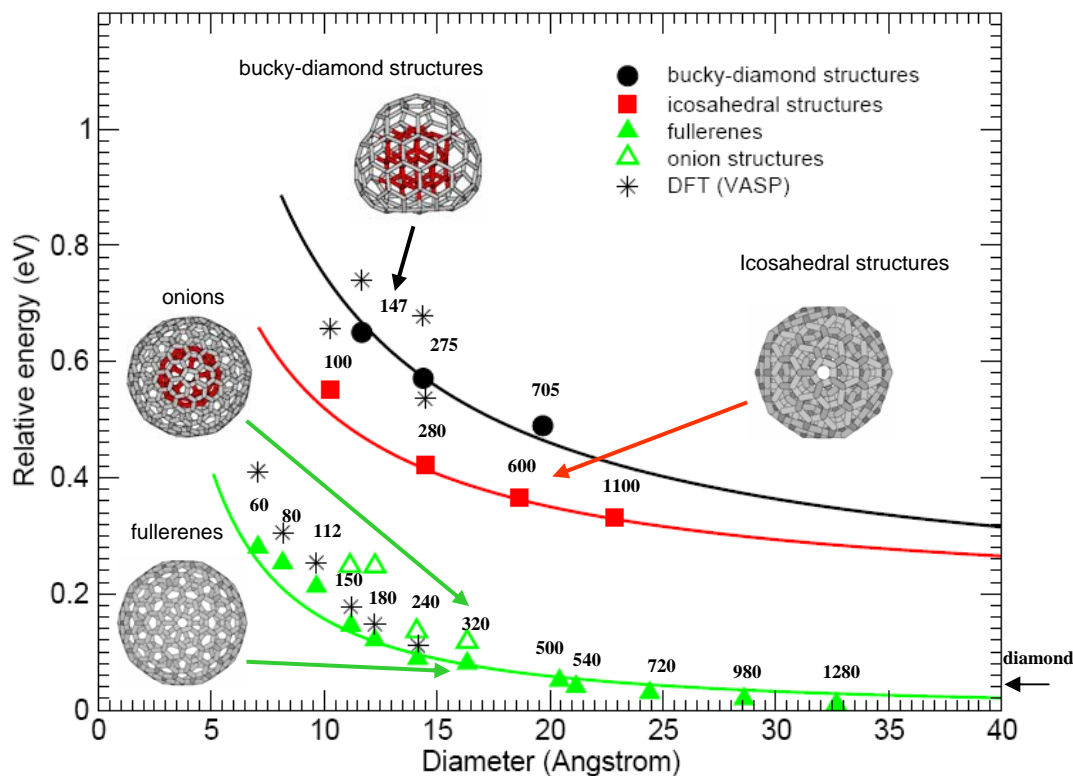 bucky-diamond structures
bucky-diamond structures
icosahedral structures
fullerenes
onion structures
DFT (VASP)
Icosahedral structures
onions
fullerenes
147
100
275
705
280
600
1100
60
80
112
150
180
240
320
500
540
720
980
1280
diamond
1
0.8
0.6
0.4
0.2
0
Relative energy (eV)
0 5 10 15 20 25 30 35 40
Diameter (Angstrom)